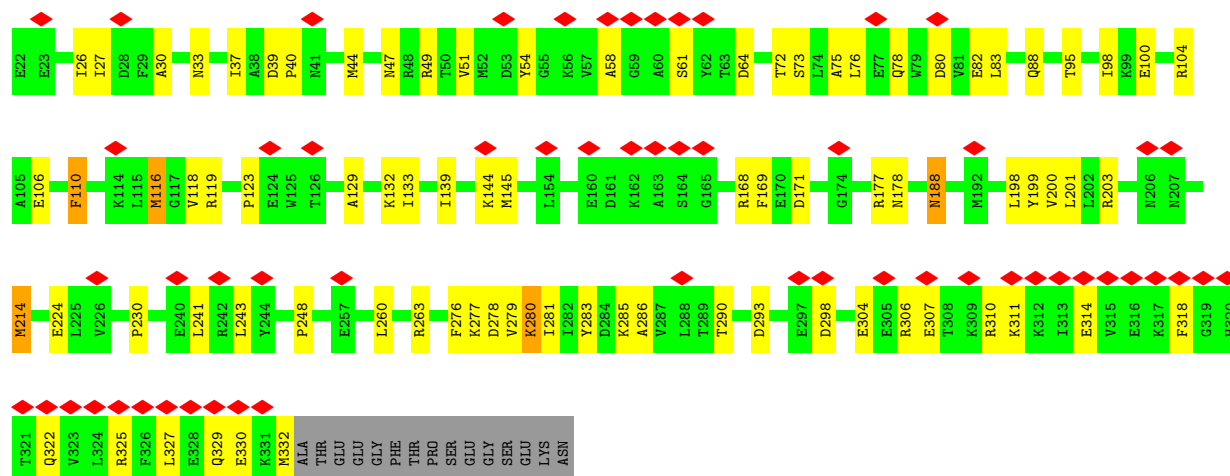 E22 E23 I26 I27 D28 F29 A30 N33 I37 A38 D39 P40 N41 M44 N47 R48 R49 T50 V51 M52 D53 Y54 G55 K56 V57 A58 G59 A60 S61 Y62 T63 D64 T72 S73 L74 A75 L76 E77 Q78 W79 D80 V81 E82 L83 Q88 T95 I98 K99 E100 R104
A105 E106 F110 K114 L115 M116 G117 V118 R119 P123 E124 W125 T126 A129 K132 I133 I139 K144 M145 L154 E160 D161 K162 A163 S164 G165 R168 F169 E170 D171 G174 R177 N178 N188 M192 L198 Y199 V200 L201 L202 R203 N206 N207
M214 E224 L225 V226 P230 E240 L241 R242 L243 Y244 P248 E257 L260 R263 F276 K277 D278 V279 K280 I281 I282 Y283 D284 K285 A286 V287 L288 T289 T290 D293 E297 D298 E304 E305 R306 E307 T308 K309 R310 K311 K312 I313 E314 V315 E316 K317 F318 G319
T321 Q322 V323 L324 R325 F326 L327 E328 Q329 E330 K331 M332 ALA THR GLU GLU GLY PHE THR PRO SER GLU GLY SER GLU LYS ASN